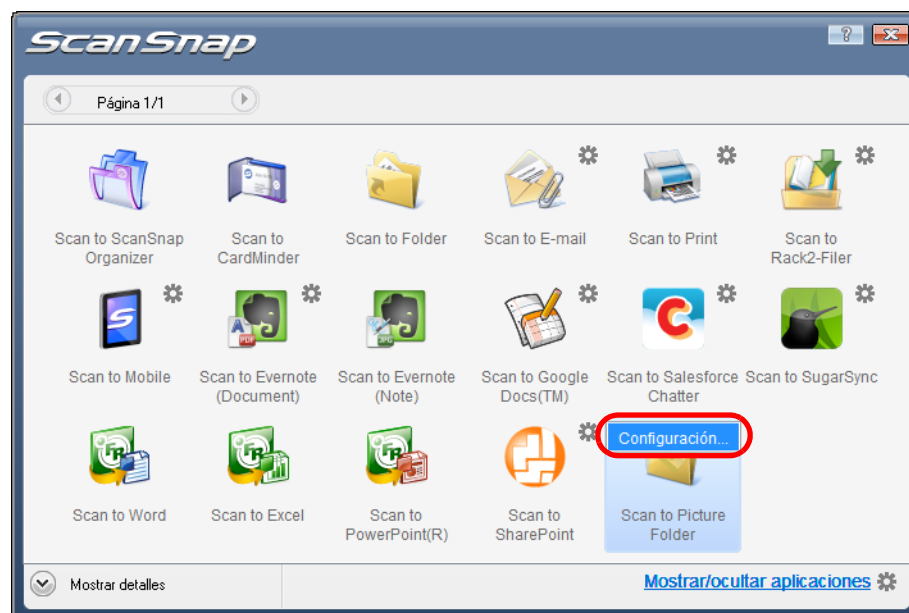 ScanSnap
Página 1/1
Scan to ScanSnap
Organizer
Scan to
CardMinder
Scan to Folder
Scan to E-mail
Scan to Print
Scan to
Rack2-Filer
Scan to Mobile
Scan to Evernote
(Document)
Scan to Evernote
(Note)
Scan to Google
Docs(TM)
Scan to Salesforce
Chatter
Scan to SugarSync
Configuración...
Scan to Word
Scan to Excel
Scan to
PowerPoint(R)
Scan to
SharePoint
Scan to Picture
Folder
Mostrar detalles
Mostrar/ocultar aplicaciones